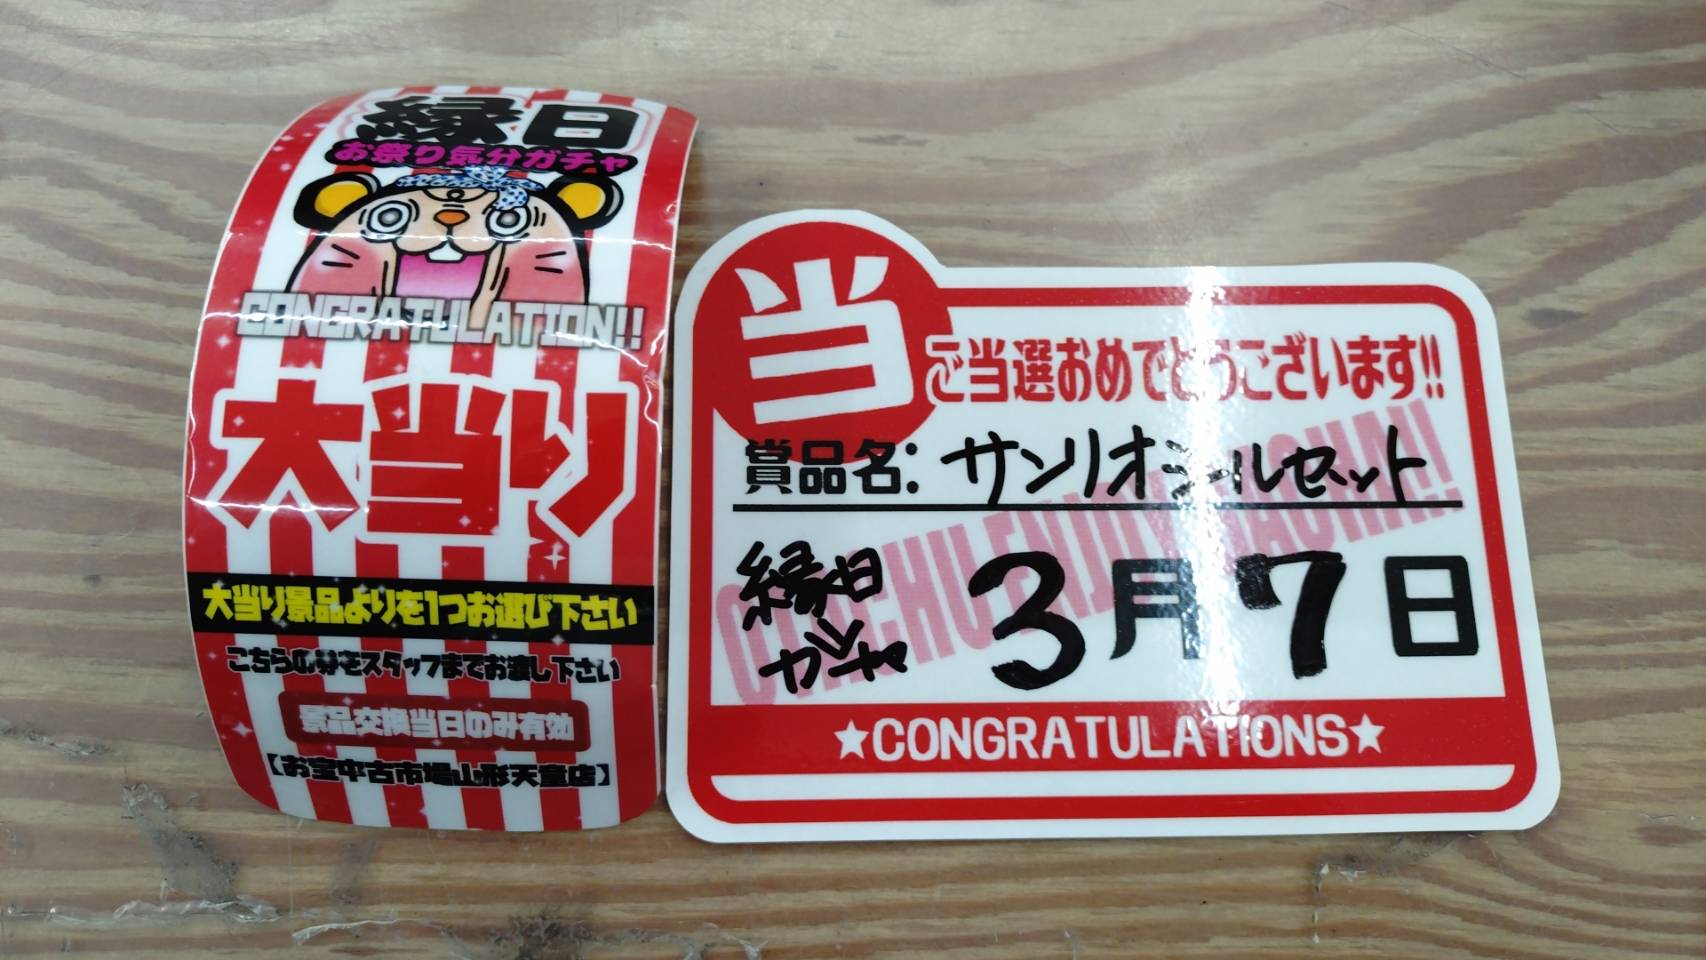 縁日
お祭り気分ガチャ
CONGRATULATION!!
大当り
大当り景品よりを1つお選び下さい
こちらの券をスタッフまでお渡し下さい
景品交換当日のみ有効
【お宝中古市場山形天童店】
当
ご当選おめでとうございます!!
賞品名: サンリオシールセット
縁日
ガチャ
3月7日
★CONGRATULATIONS★